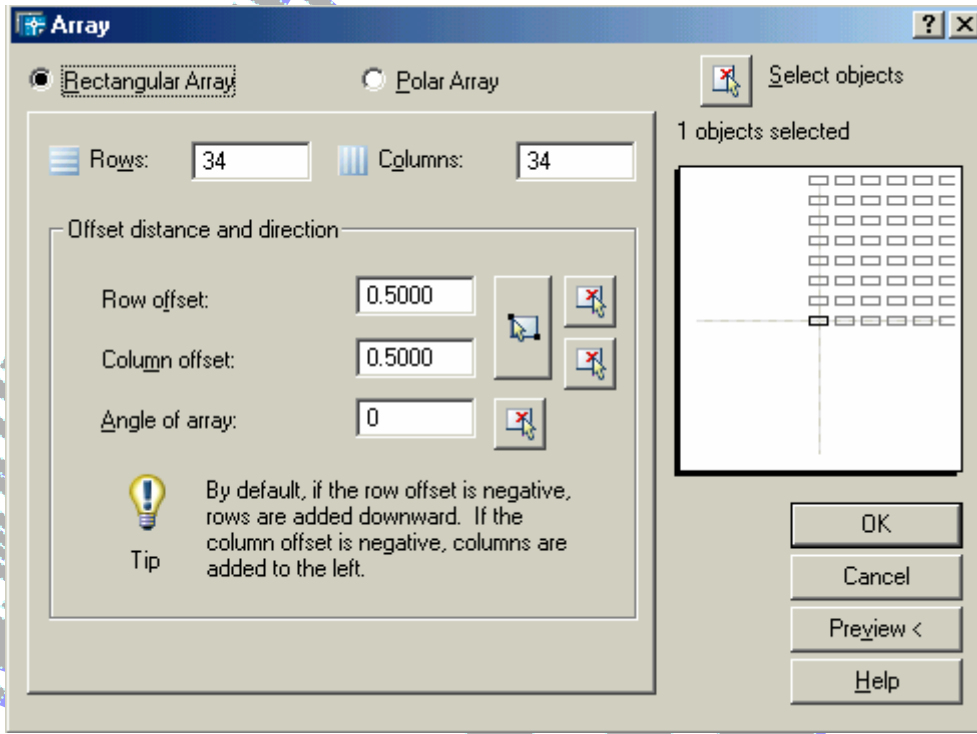 Array
Rectangular Array
Polar Array
Select objects
1 objects selected
Rows: 34
Columns: 34
Offset distance and direction
Row offset: 0.5000
Column offset: 0.5000
Angle of array: 0
Tip
By default, if the row offset is negative,
rows are added downward. If the
column offset is negative, columns are
added to the left.
OK
Cancel
Preview <
Help